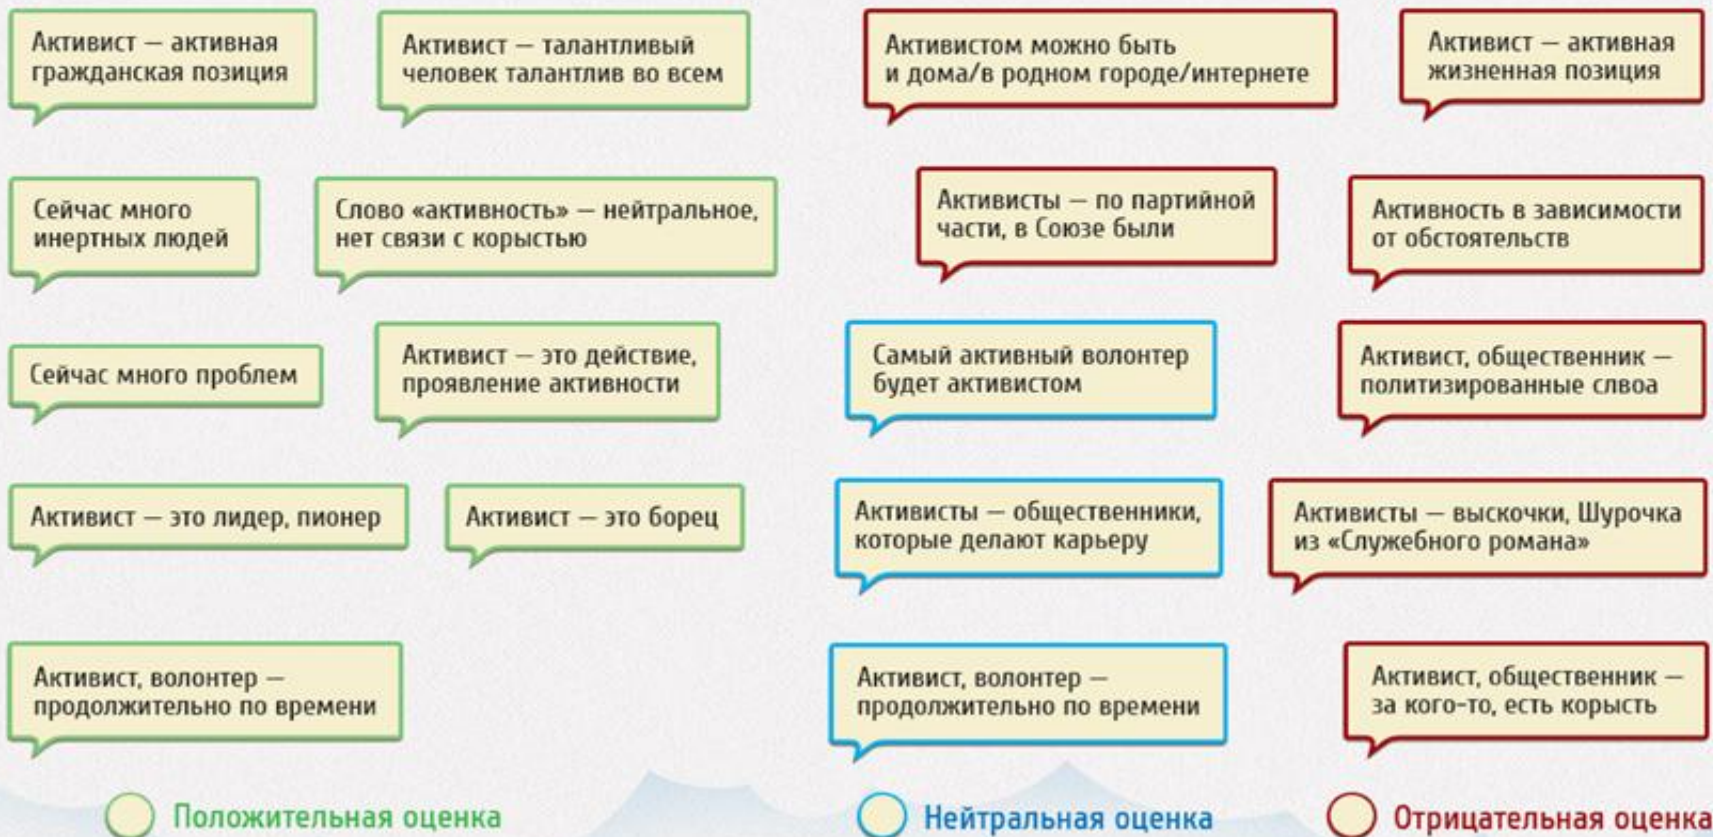 Активист — активная
гражданская позиция
Активист — талантливый
человек талантлив во всем
Активистом можно быть
и дома/в родном городе/интернете
Активист — активная
жизненная позиция
Сейчас много
инертных людей
Слово «активность» — нейтральное,
нет связи с корыстью
Активисты — по партийной
части, в Союзе были
Активность в зависимости
от обстоятельств
Сейчас много проблем
Активист — это действие,
проявление активности
Самый активный волонтер
будет активистом
Активист, общественник —
политизированные слвоа
Активист — это лидер, пионер
Активист — это борец
Активисты — общественники,
которые делают карьеру
Активисты — выскочки, Шурочка
из «Служебного романа»
Активист, волонтер —
продолжительно по времени
Активист, волонтер —
продолжительно по времени
Активист, общественник —
за кого-то, есть корысть
Положительная оценка
Нейтральная оценка
Отрицательная оценка